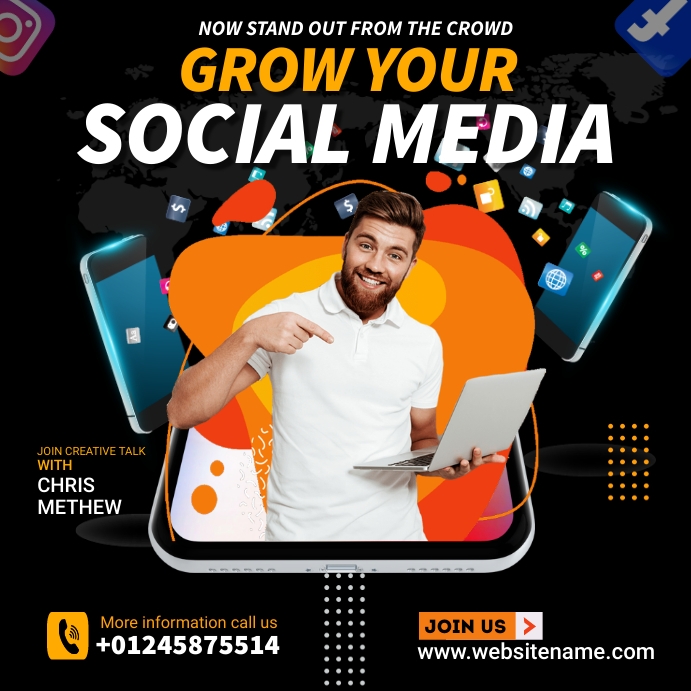 NOW STAND OUT FROM THE CROWD
GROW YOUR
SOCIAL MEDIA
JOIN CREATIVE TALK
WITH
CHRIS
METHEW
More information call us
+01245875514
JOIN US
www.websitename.com